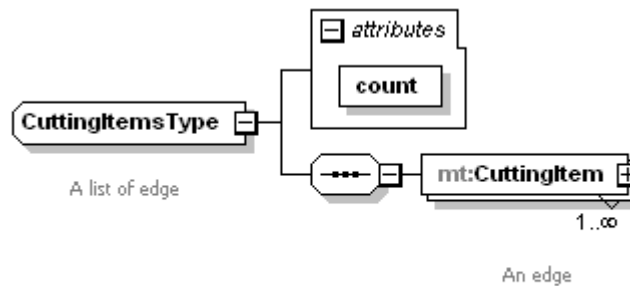 attributes
count
CuttingItemsType
A list of edge
mt:CuttingItem
1..∞
An edge